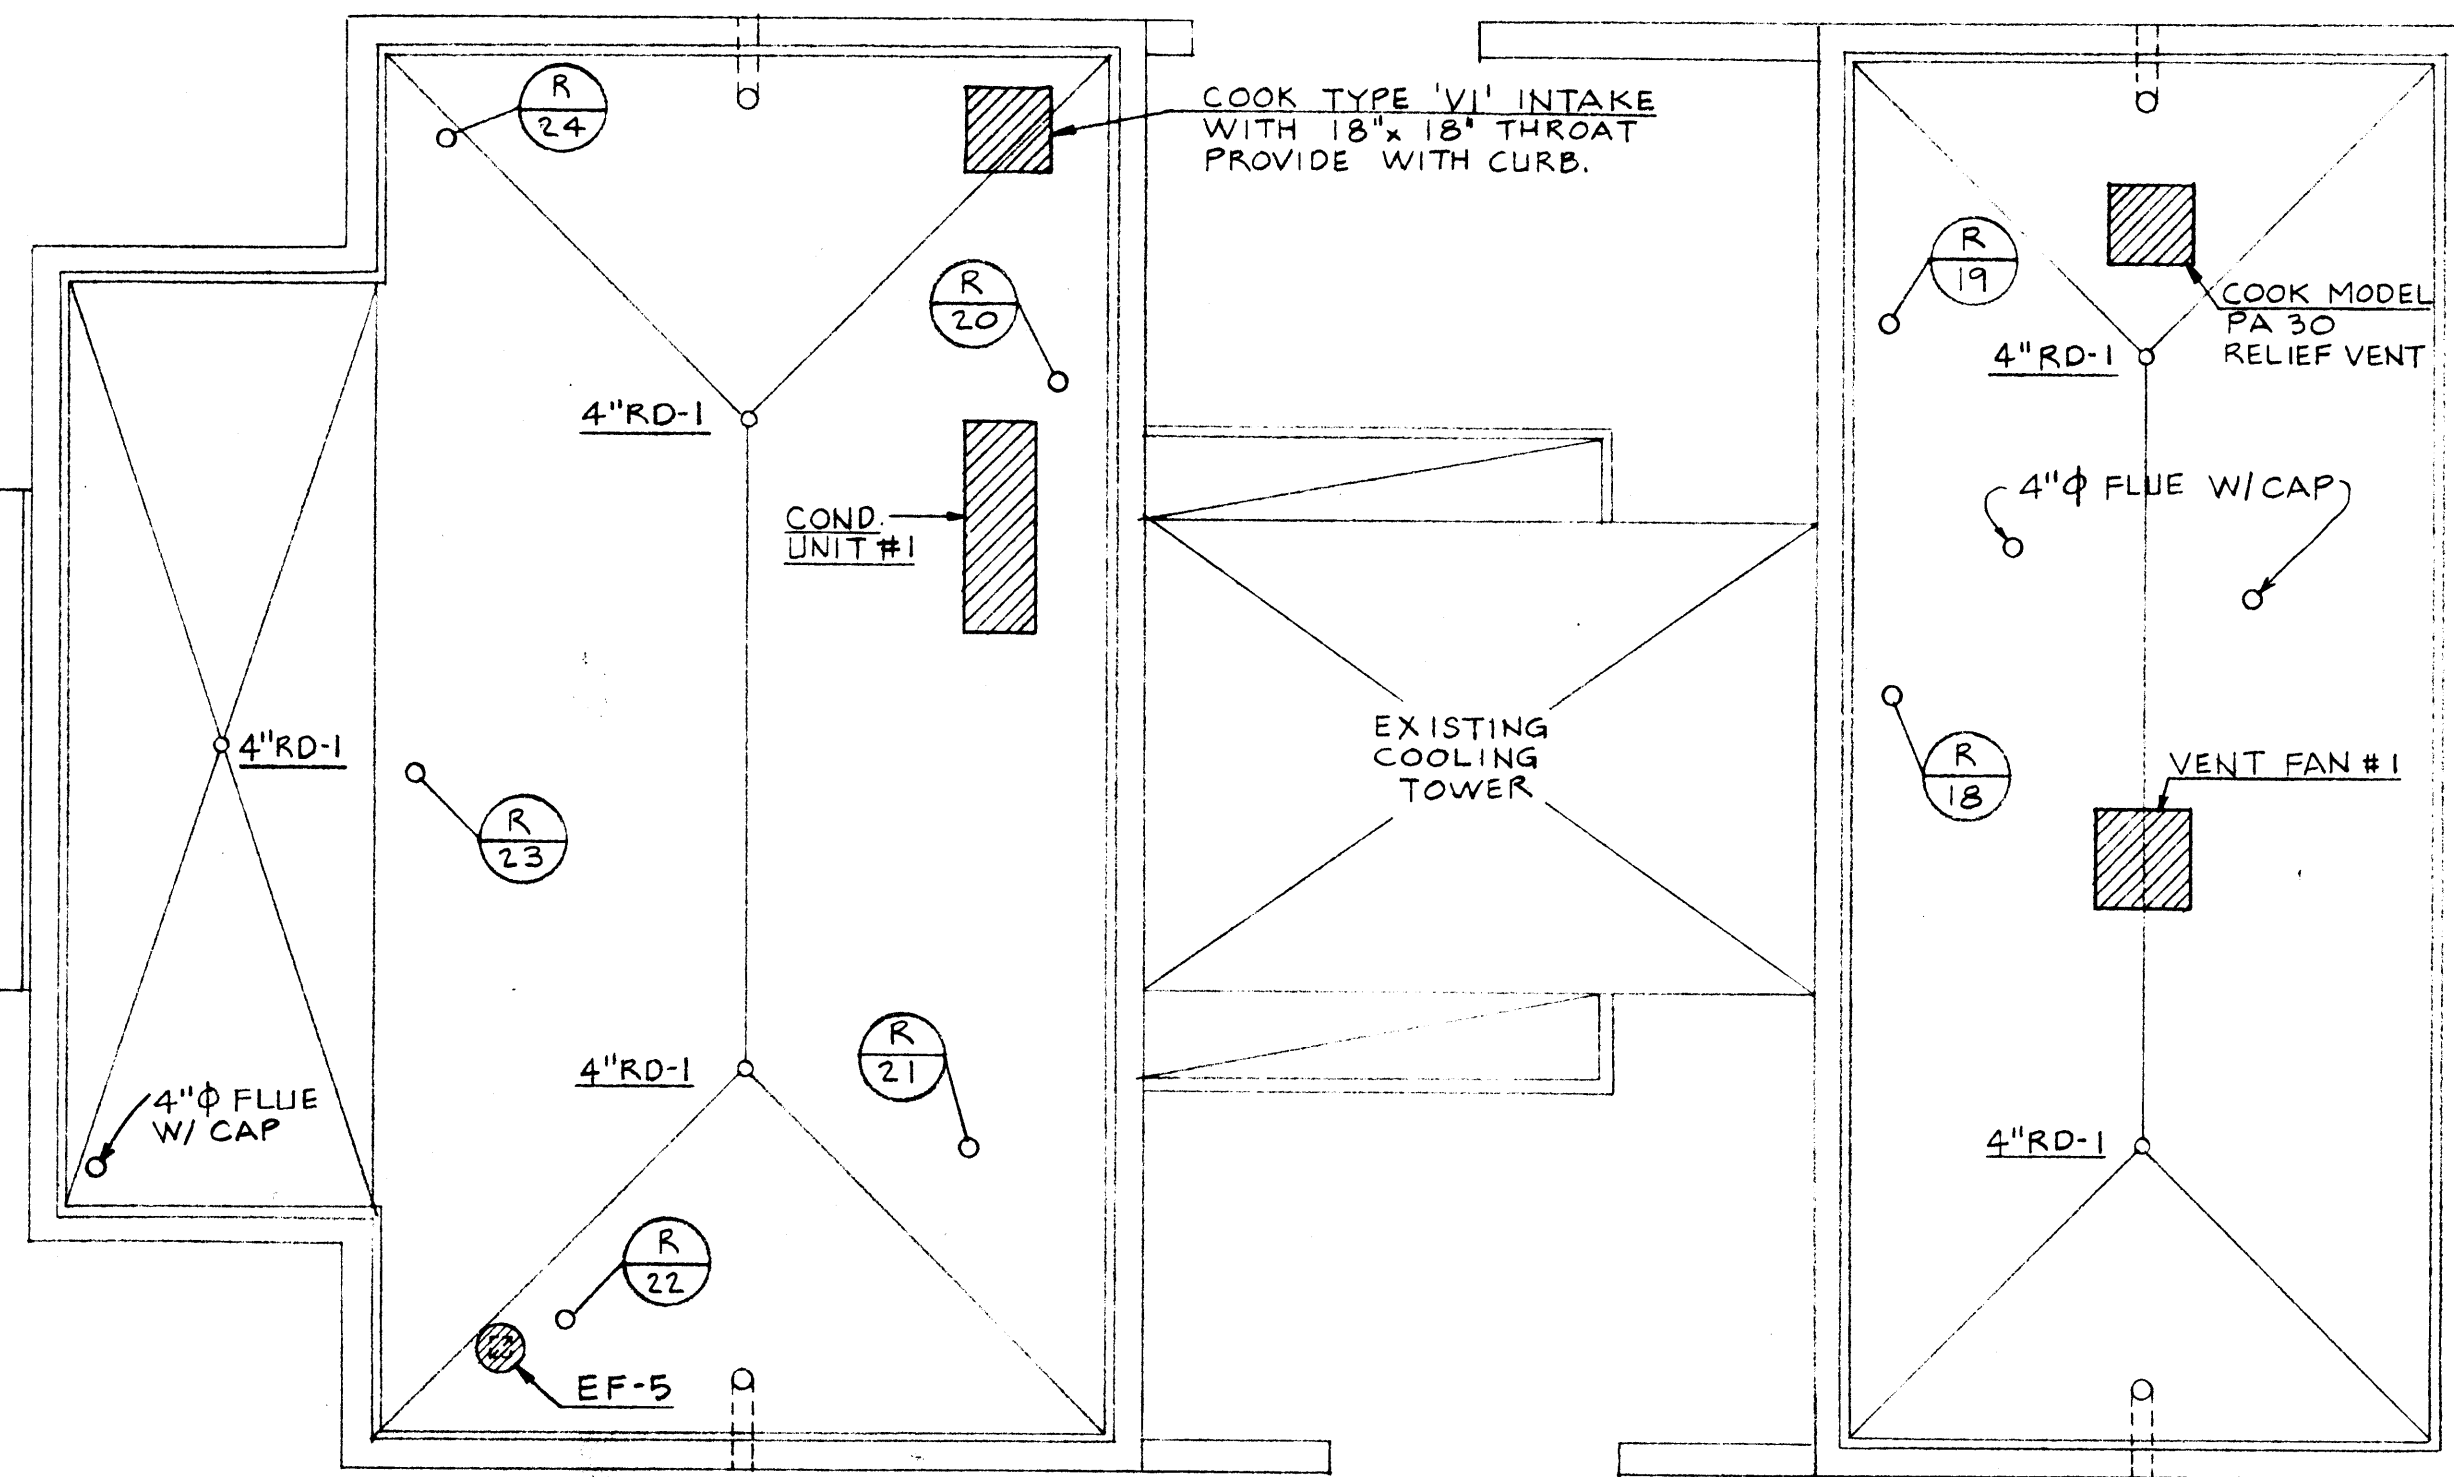 R
24
COOK TYPE 'VI' INTAKE
WITH 18"x 18" THROAT
PROVIDE WITH CURB.
R
20
R
19
COOK MODEL
PA 30
RELIEF VENT
4"RD-1
4"RD-1
4"Φ FLUE W/CAP
COND.
UNIT #1
4"RD-1
EXISTING
COOLING
TOWER
R
23
R
18
VENT FAN #1
R
21
4"RD-1
4"Φ FLUE
W/ CAP
4"RD-1
R
22
EF-5